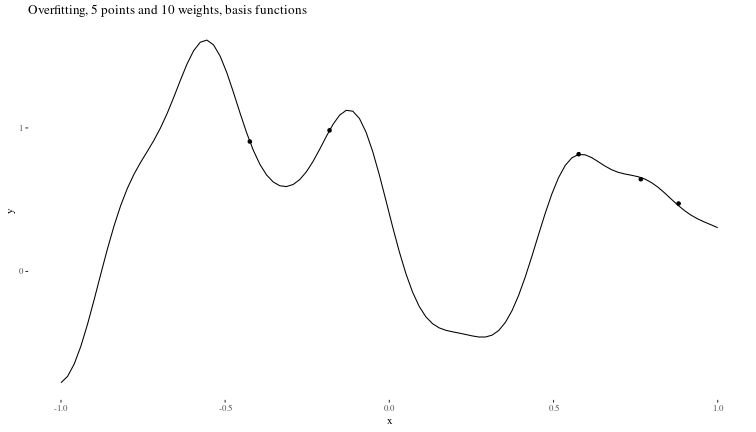 Overfitting, 5 points and 10 weights, basis functions
1
y
0
-1.0 -0.5 0.0 0.5 1.0
x